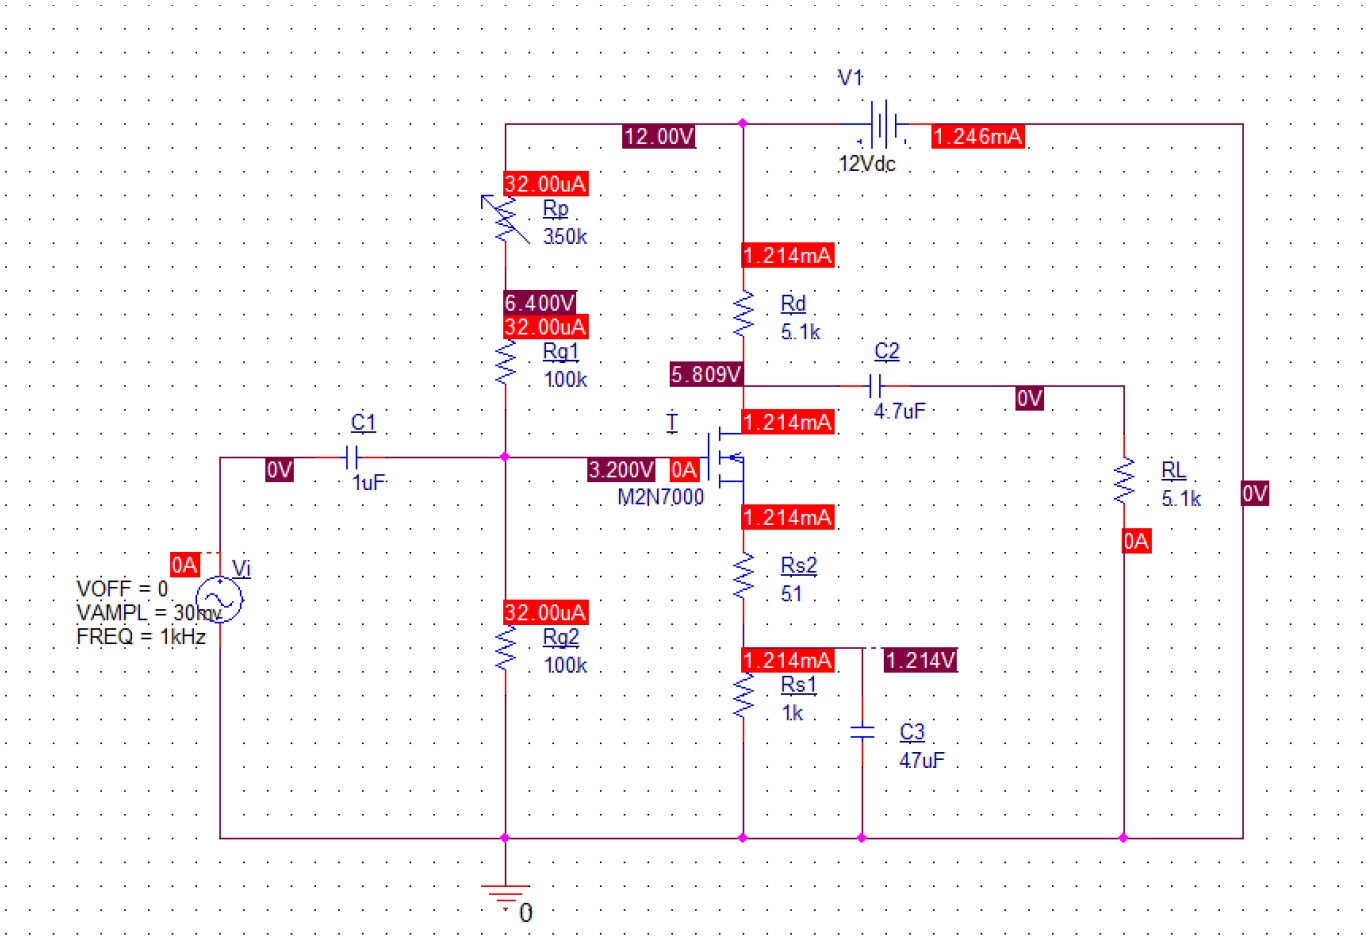 V1
12.00V
1.246mA
12Vdc
32.00uA
Rp
350k
1.214mA
6.400V
32.00uA
Rd
5.1k
Rg1
100k
C2
5.809V
0V
4.7uF
C1
T
1.214mA
0V
1uF
3.200V
0A
M2N7000
RL
5.1k
0V
1.214mA
0A
0A
Vi
VOFF = 0
VAMPL = 30mv
FREQ = 1kHz
Rs2
51
32.00uA
Rg2
100k
1.214mA
1.214V
Rs1
1k
C3
47uF
0